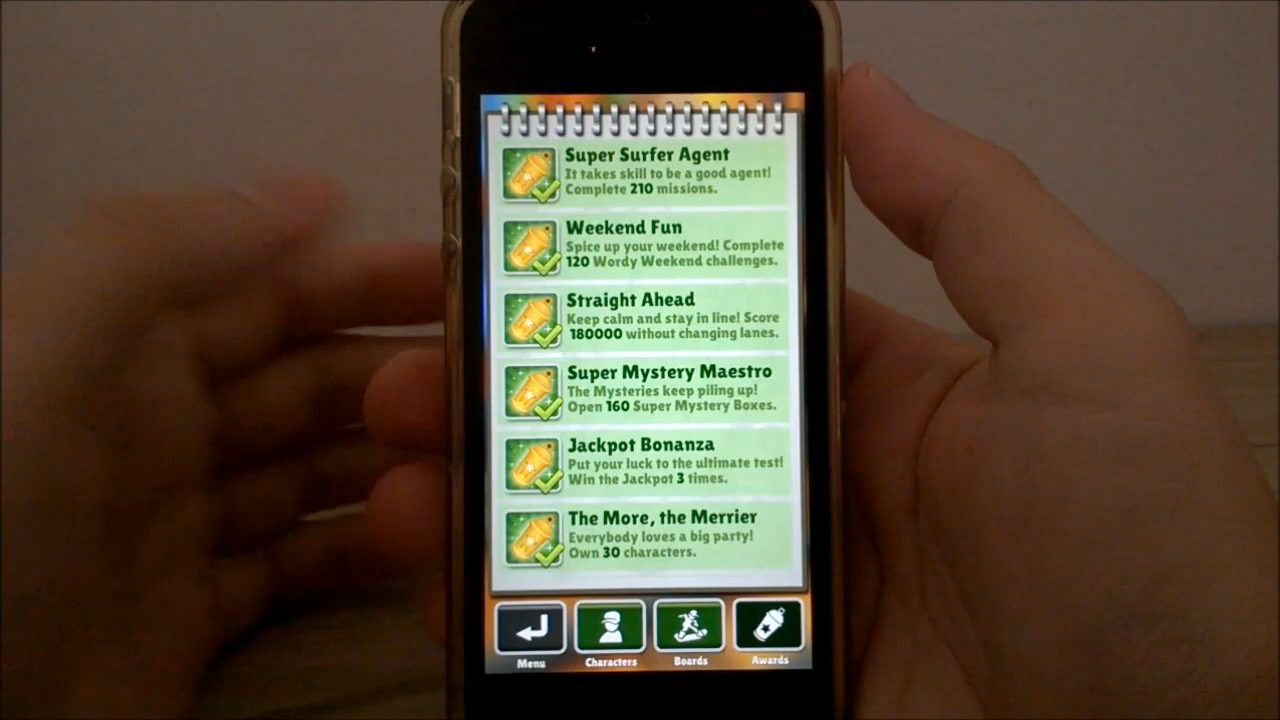 Super Surfer Agent
It takes skill to be a good agent!
Complete 210 missions.
Weekend Fun
Spice up your weekend! Complete
120 Wordy Weekend challenges.
Straight Ahead
Keep calm and stay in line! Score
180000 without changing lanes.
Super Mystery Maestro
The Mysteries keep piling up!
Open 160 Super Mystery Boxes.
Jackpot Bonanza
Put your luck to the ultimate test!
Win the Jackpot 3 times.
The More, the Merrier
Everybody loves a big party!
Own 30 characters.
Menu
Characters
Boards
Awards